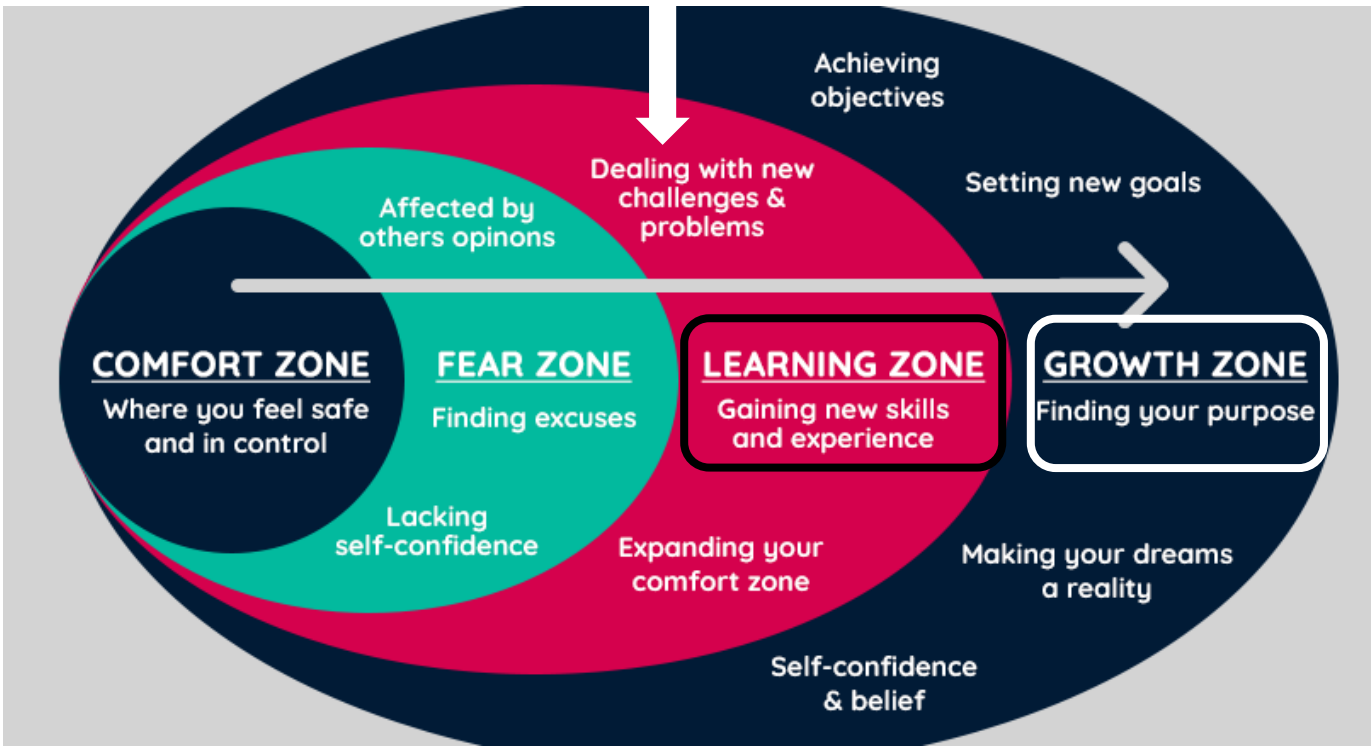 Achieving
objectives
Dealing with new
challenges &
problems
Setting new goals
Affected by
others opinons
COMFORT ZONE
Where you feel safe
and in control
FEAR ZONE
Finding excuses
LEARNING ZONE
Gaining new skills
and experience
GROWTH ZONE
Finding your purpose
Lacking
self-confidence
Expanding your
comfort zone
Making your dreams
a reality
Self-confidence
& belief